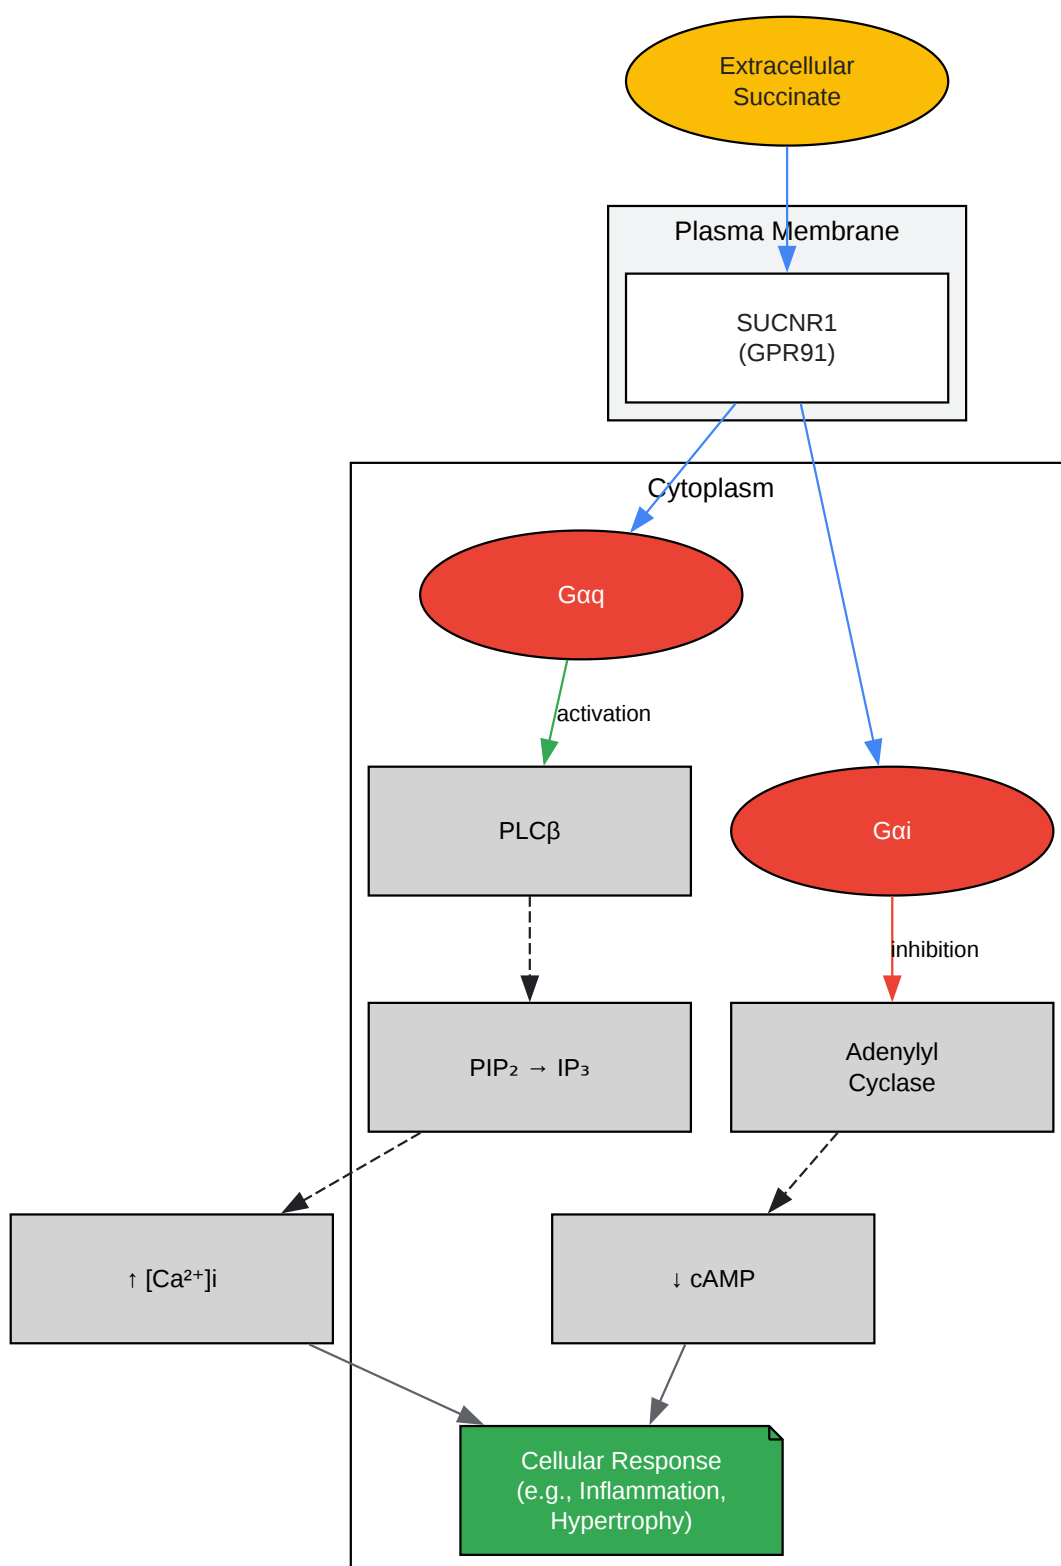 Extracellular
Succinate
Plasma Membrane
SUCNR1
(GPR91)
Cytoplasm
Gαq
activation
PLCβ
Gαi
inhibition
PIP₂ → IP₃
Adenylyl
Cyclase
↑ [Ca²⁺]i
↓ cAMP
Cellular Response
(e.g., Inflammation,
Hypertrophy)